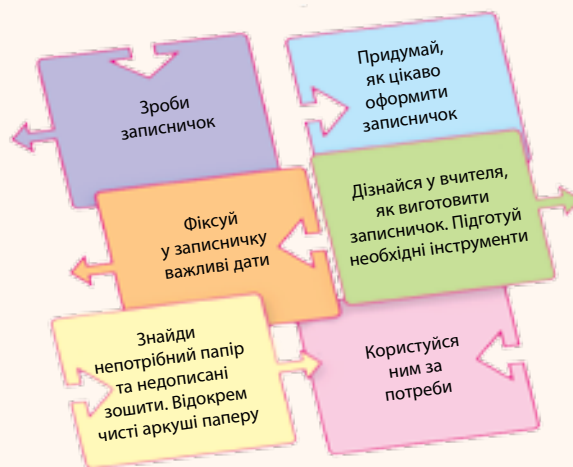 Зроби
записничок
Придумай,
як цікаво
оформити
записничок
Фіксуй
у записничку
важливі дати
Дізнайся у вчителя,
як виготовити
записничок. Підготуй
необхідні інструменти
Знайди
непотрібний папір
та недописані
зошити. Відокрем
чисті аркуші паперу
Користуйся
ним за
потреби